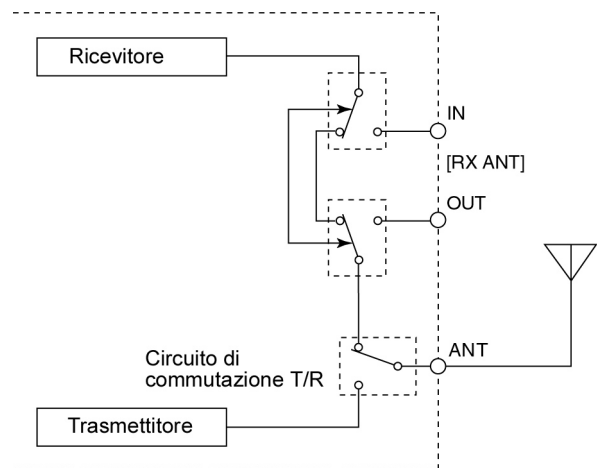 Ricevitore
IN
[RX ANT]
OUT
ANT
Circuito di
commutazione T/R
Trasmettitore